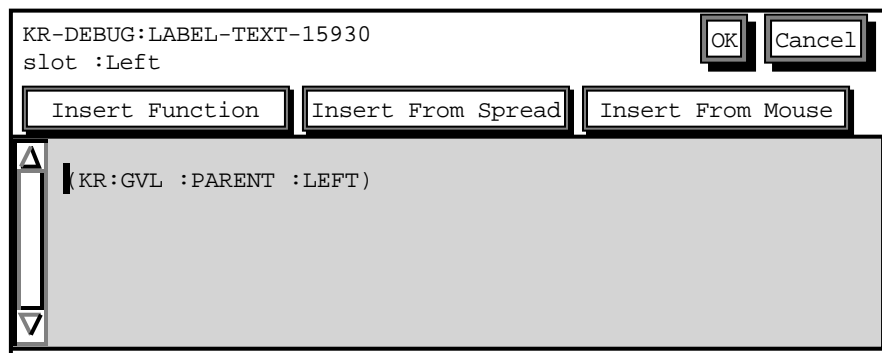 KR-DEBUG:LABEL-TEXT-15930
OK Cancel
slot :Left
Insert Function Insert From Spread Insert From Mouse
(KR:GVL :PARENT :LEFT)